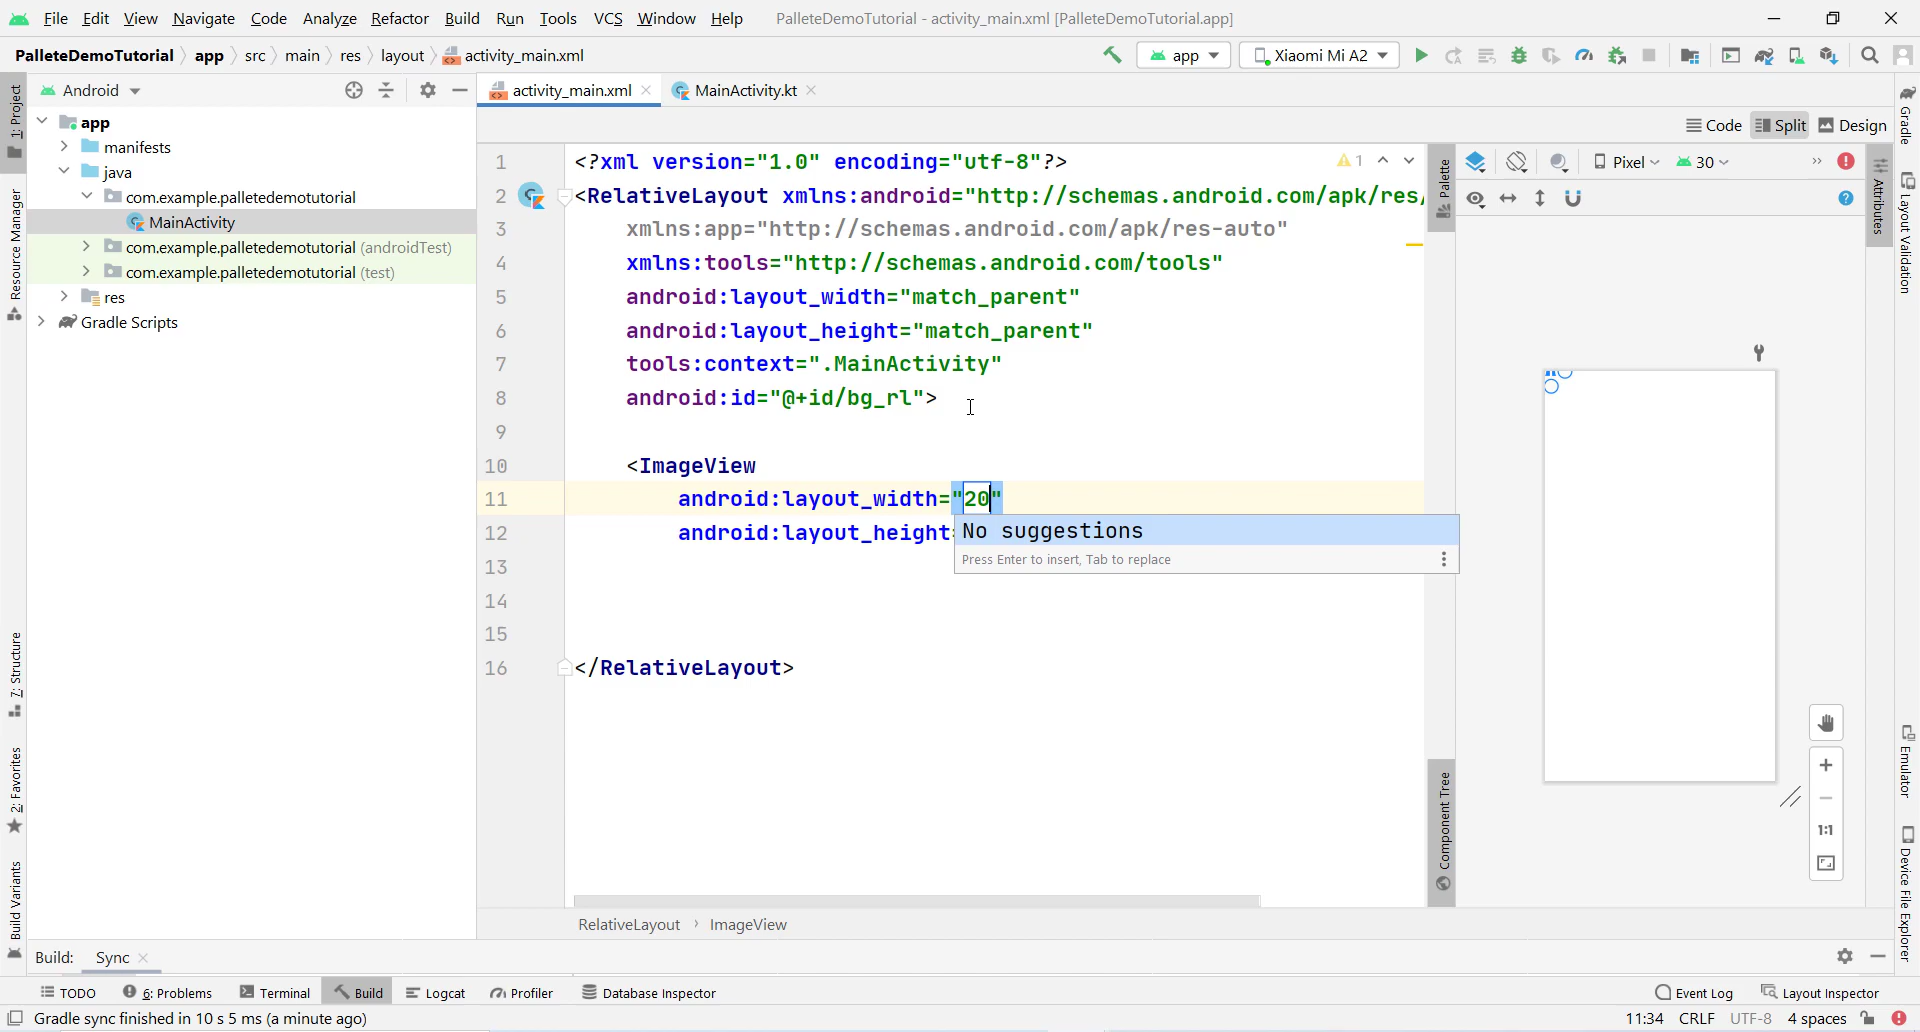 File Edit View Navigate Code Analyze Refactor Build Run Tools VCS Window Help PalleteDemoTutorial - activity_main.xml [PalleteDemoTutorial.app]
PalleteDemoTutorial app src main res layout activity_main.xml app Xiaomi Mi A2
Android
activity_main.xml MainActivity.kt
Code Split Design
1: Project
Resource Manager
7: Structure
2: Favorites
Build Variants
app
manifests
java
com.example.palletedemotutorial
MainActivity
com.example.palletedemotutorial (androidTest)
com.example.palletedemotutorial (test)
res
Gradle Scripts
1 <?xml version="1.0" encoding="utf-8"?>
2 <RelativeLayout xmlns:android="http://schemas.android.com/apk/res/
3 xmlns:app="http://schemas.android.com/apk/res-auto"
4 xmlns:tools="http://schemas.android.com/tools"
5 android:layout_width="match_parent"
6 android:layout_height="match_parent"
7 tools:context=".MainActivity"
8 android:id="@+id/bg_rl">
9
10 <ImageView
11 android:layout_width="20"
12 android:layout_height=
13
14
15
16 </RelativeLayout>
1
No suggestions
Press Enter to insert, Tab to replace
Palette
Component Tree
Pixel 30
1:1
Attributes
Gradle
Layout Validation
Emulator
Device File Explorer
RelativeLayout ImageView
Build: Sync
TODO 6: Problems Terminal Build Logcat Profiler Database Inspector Event Log Layout Inspector
Gradle sync finished in 10 s 5 ms (a minute ago) 11:34 CRLF UTF-8 4 spaces